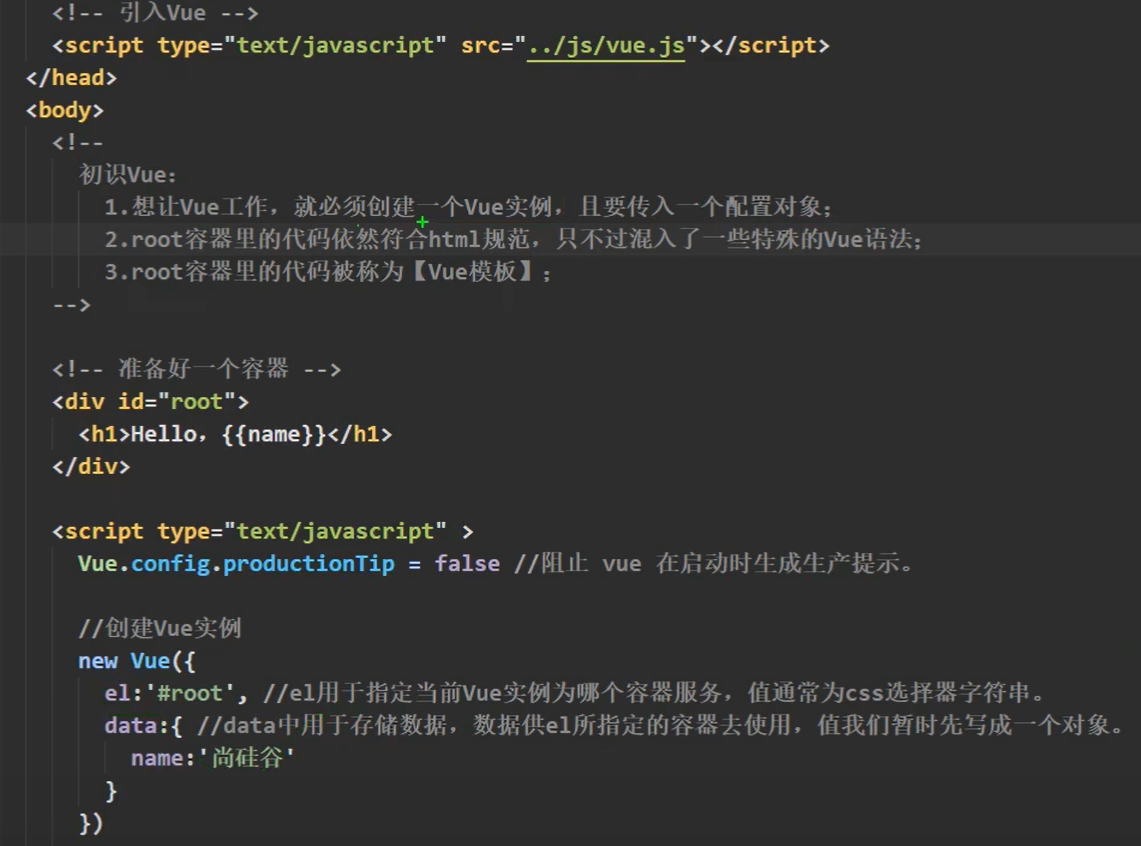 <!-- 引入Vue -->
<script type="text/javascript" src="../js/vue.js"></script>
</head>
<body>
<!--
初识Vue：
1.想让Vue工作，就必须创建一个Vue实例，且要传入一个配置对象；
2.root容器里的代码依然符合html规范，只不过混入了一些特殊的Vue语法；
3.root容器里的代码被称为【Vue模板】；
-->
<!-- 准备好一个容器 -->
<div id="root">
<h1>Hello，{{name}}</h1>
</div>
<script type="text/javascript" >
Vue.config.productionTip = false //阻止 vue 在启动时生成生产提示。
//创建Vue实例
new Vue({
el:'#root', //el用于指定当前Vue实例为哪个容器服务，值通常为css选择器字符串。
data:{ //data中用于存储数据，数据供el所指定的容器去使用，值我们暂时先写成一个对象。
name:'尚硅谷'
}
})